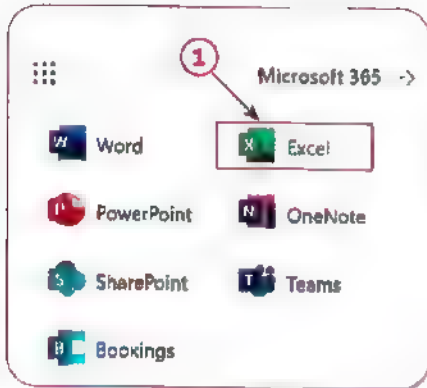 1
Microsoft 365 ->
W Word
X Excel
P PowerPoint
N OneNote
S SharePoint
T Teams
B Bookings